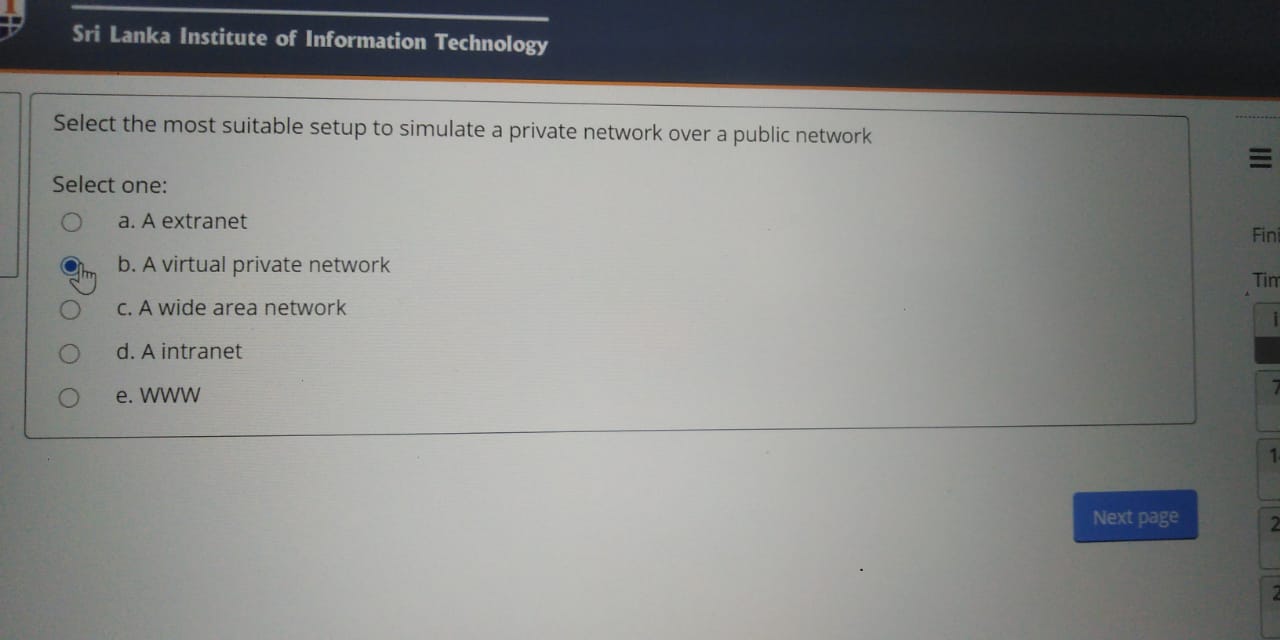 Sri Lanka Institute of Information Technology
Select the most suitable setup to simulate a private network over a public network
Select one:
a. A extranet
b. A virtual private network
c. A wide area network
d. A intranet
e. WWW
Next page
Fini
Tim
i
7
1
2
2